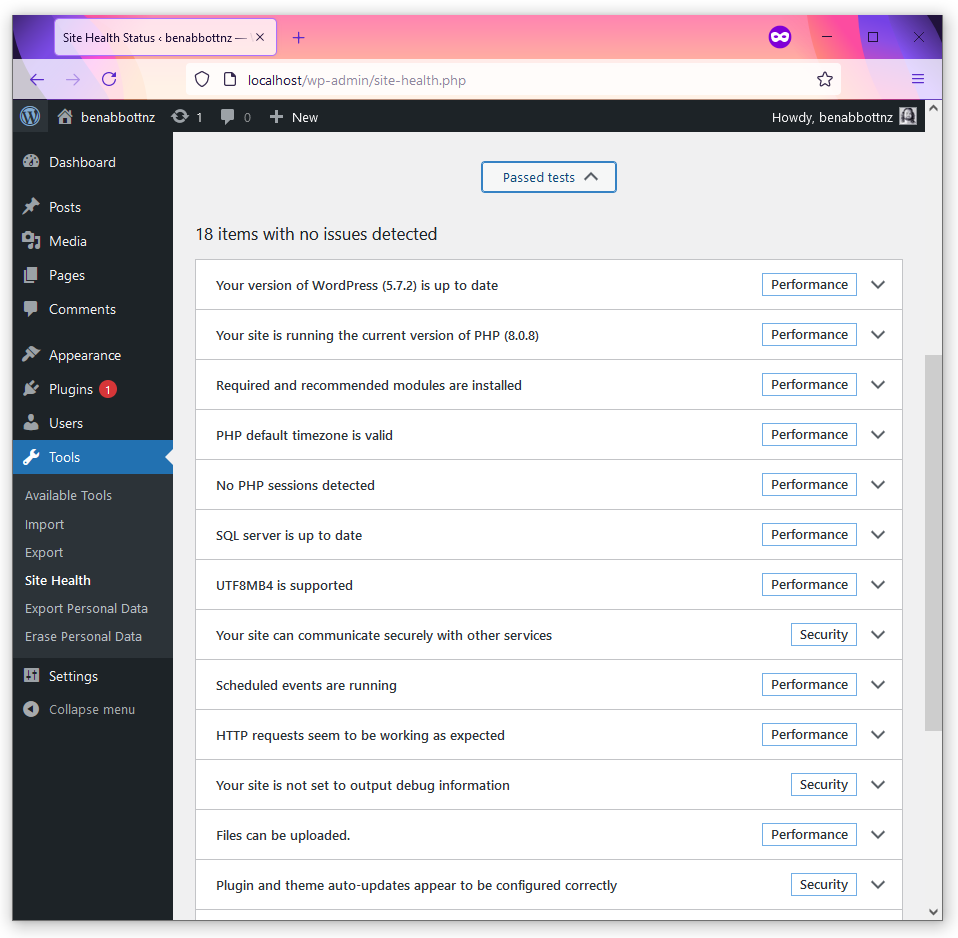 Site Health Status ‹ benabbottnz — W
localhost/wp-admin/site-health.php
benabbottnz 1 0 New Howdy, benabbottnz
Dashboard
Posts
Media
Pages
Comments
Appearance
Plugins 1
Users
Tools
Available Tools
Import
Export
Site Health
Export Personal Data
Erase Personal Data
Settings
Collapse menu
Passed tests
18 items with no issues detected
Your version of WordPress (5.7.2) is up to date Performance
Your site is running the current version of PHP (8.0.8) Performance
Required and recommended modules are installed Performance
PHP default timezone is valid Performance
No PHP sessions detected Performance
SQL server is up to date Performance
UTF8MB4 is supported Performance
Your site can communicate securely with other services Security
Scheduled events are running Performance
HTTP requests seem to be working as expected Performance
Your site is not set to output debug information Security
Files can be uploaded. Performance
Plugin and theme auto-updates appear to be configured correctly Security